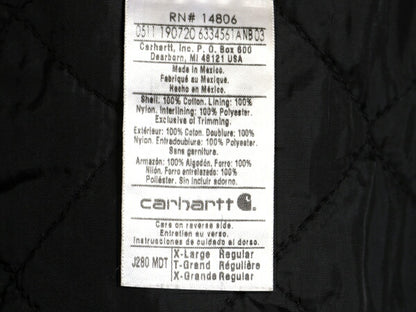 RN# 14806
0511 190720 6334561ANB03
Carhartt, Inc. P. O. Box 600
Dearborn, MI 48121 USA
Made in Mexico.
Fabriqué au Mexique.
Hecho en México.
Shell: 100% Cotton. Lining: 100%
Nylon. Interlining: 100% Polyester.
Exclusive of Trimming.
Extérieur: 100% Coton. Doublure: 100%
Nylon. Entredoublure: 100% Polyester.
Sans garniture.
Armazón: 100% Algodón. Forro: 100%
Nilón. Forro entrelazado: 100%
Poliéster. Sin incluir adorno.
carhartt
Care on reverse side.
Entretien au verso.
Instrucciones de cuidado al dorso.
J280 MDT
X-Large Regular
T-Grand Régulière
X-Grande Regular